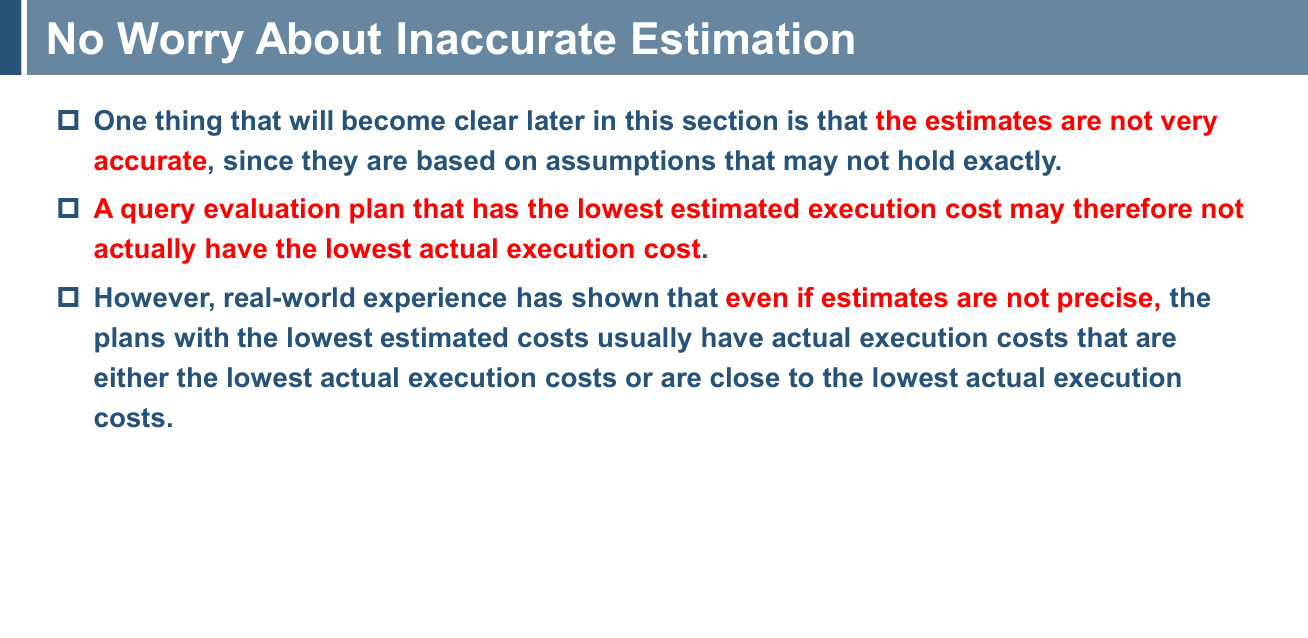 No Worry About Inaccurate Estimation
One thing that will become clear later in this section is that the estimates are not very
accurate, since they are based on assumptions that may not hold exactly.
A query evaluation plan that has the lowest estimated execution cost may therefore not
actually have the lowest actual execution cost.
However, real-world experience has shown that even if estimates are not precise, the
plans with the lowest estimated costs usually have actual execution costs that are
either the lowest actual execution costs or are close to the lowest actual execution
costs.